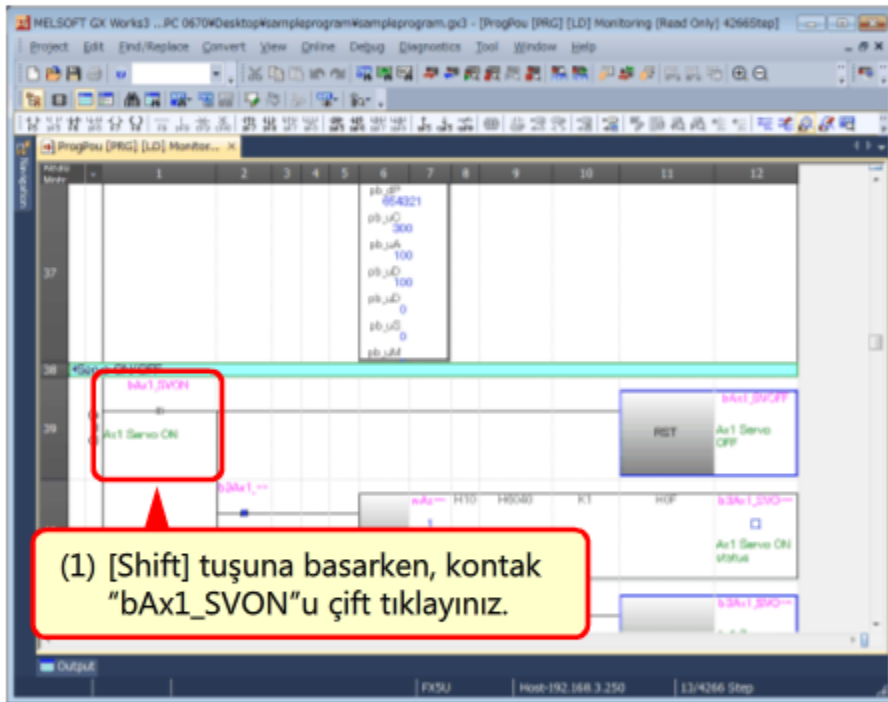 MELSOFT GX Works3 ...PC 0670¥Desktop¥sampleprogram¥sampleprogram.gx3 - [ProgPou [PRG] [LD] Monitoring (Read Only) 4266Step]
Project Edit Find/Replace Convert View Online Debug Diagnostics Tool Window Help
ProgPou [PRG] [LD] Monitor...
Navigation
1 2 3 4 5 6 7 8 9 10 11 12
654321
pb_uC
300
pb_uA
100
37
pb_uD
100
pb_uD
0
pb_uS
0
pb_uM
38
bAx1_SVON
bAx1_SVOFF
39
Ax1 Servo ON
RST
Ax1 Servo
OFF
H10 K1 H0F
1
Ax1 Servo ON
status
(1) [Shift] tuşuna basarken, kontak
"bAx1_SVON"u çift tıklayınız.
Output
FX5U Host-192.168.3.250 13/4266 Step